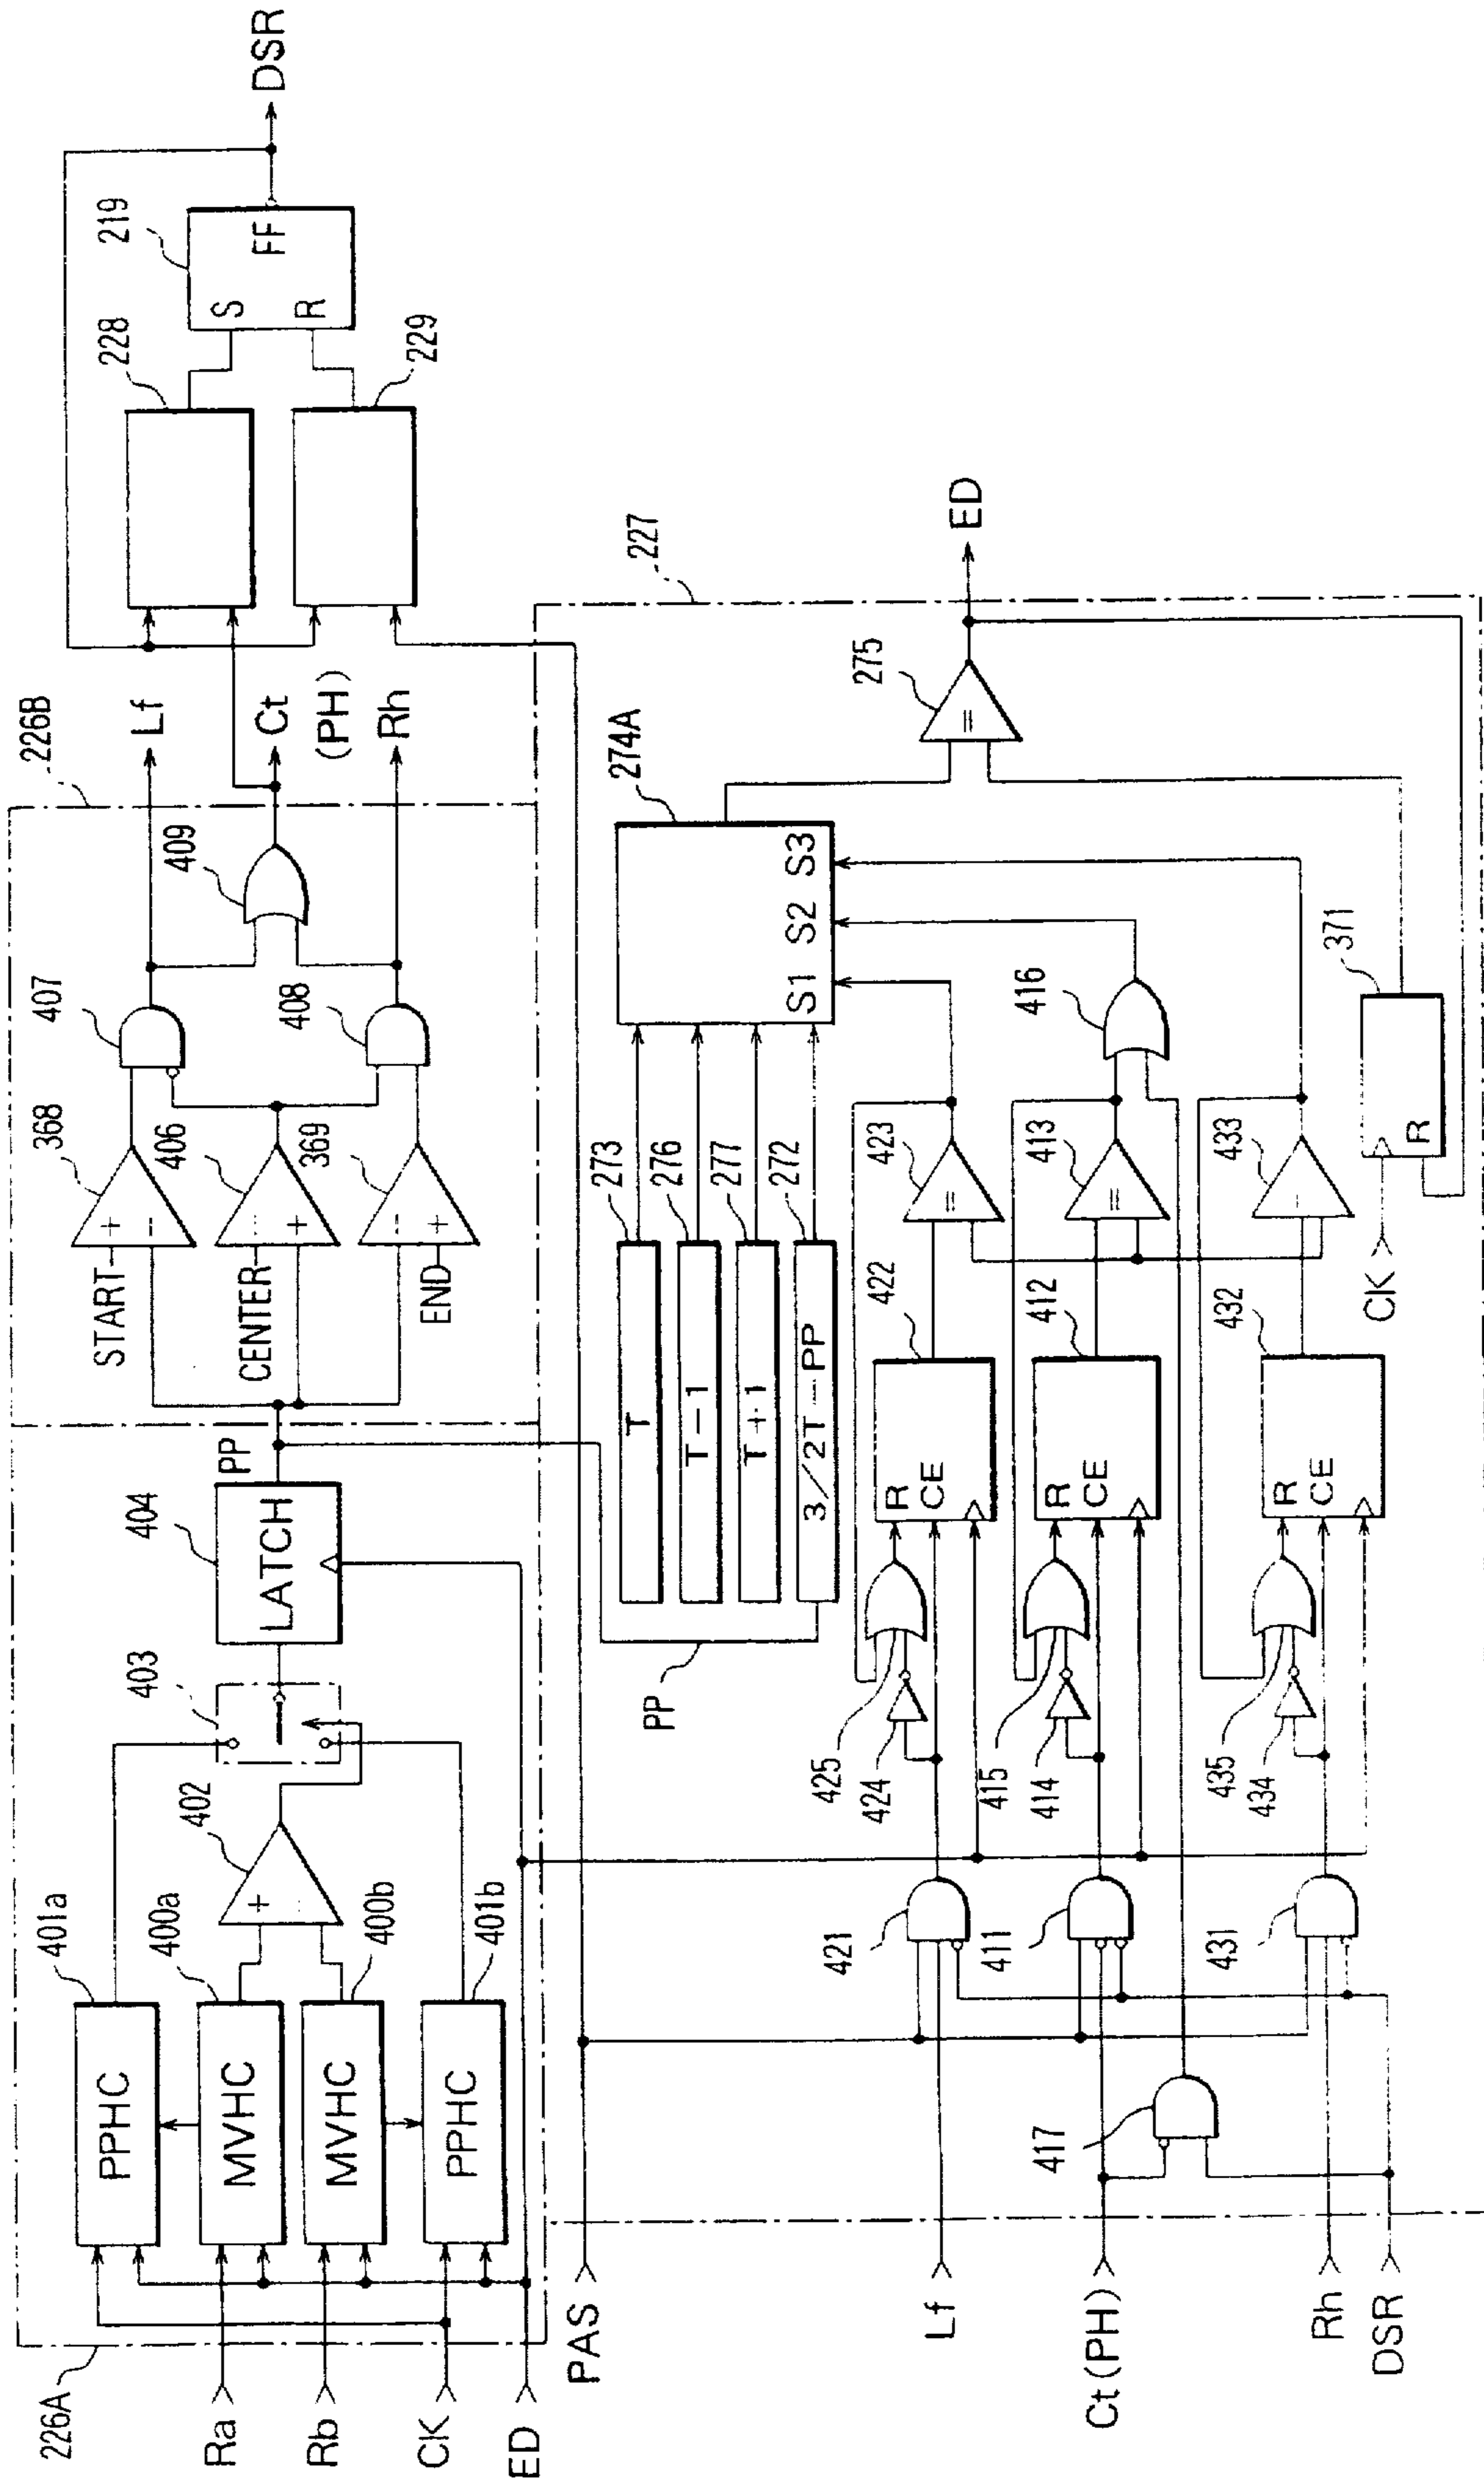 226A
Ra
Rb
CK
ED
401a
PPHC
400a
MVHC
MVHC
400b
PPHC
401b
402
+
−
403
404
LATCH
PP
START
CENTER
END
368
+
−
406
−
+
369
−
+
407
408
409
226B
Lf
Ct
(PH)
Rh
228
229
219
S
R
FF
DSR
PAS
Lf
Ct (PH)
Rh
DSR
417
421
411
431
425
424
415
414
435
434
PP
T
T−1
T+1
3/2T−PP
273
276
277
272
R
CE
422
R
CE
412
R
CE
432
423
=
413
=
433
416
274A
S1
S2
S3
CK
R
371
275
=
227
ED